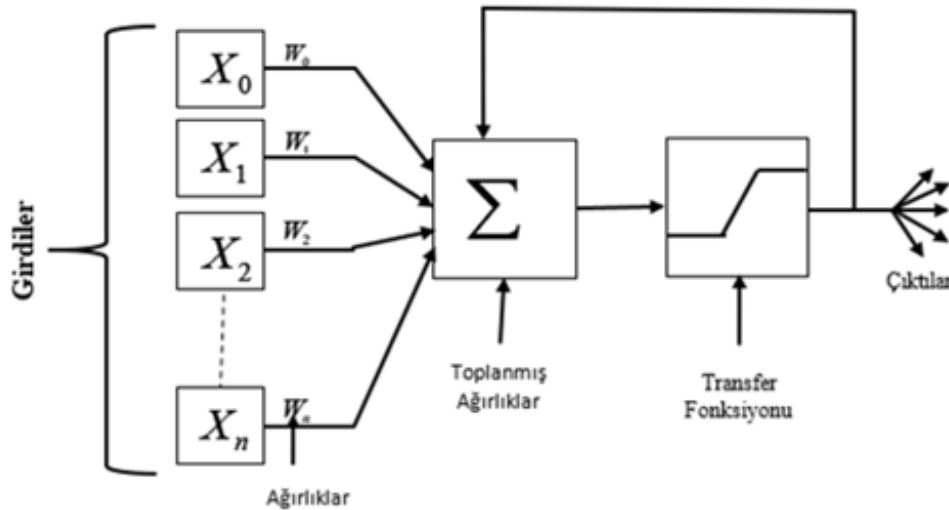 Girdiler
X0
W0
X1
W1
X2
W2
Xn
Wn
Ağırlıklar
Σ
Toplanmış
Ağırlıklar
Transfer
Fonksiyonu
Çıktılar